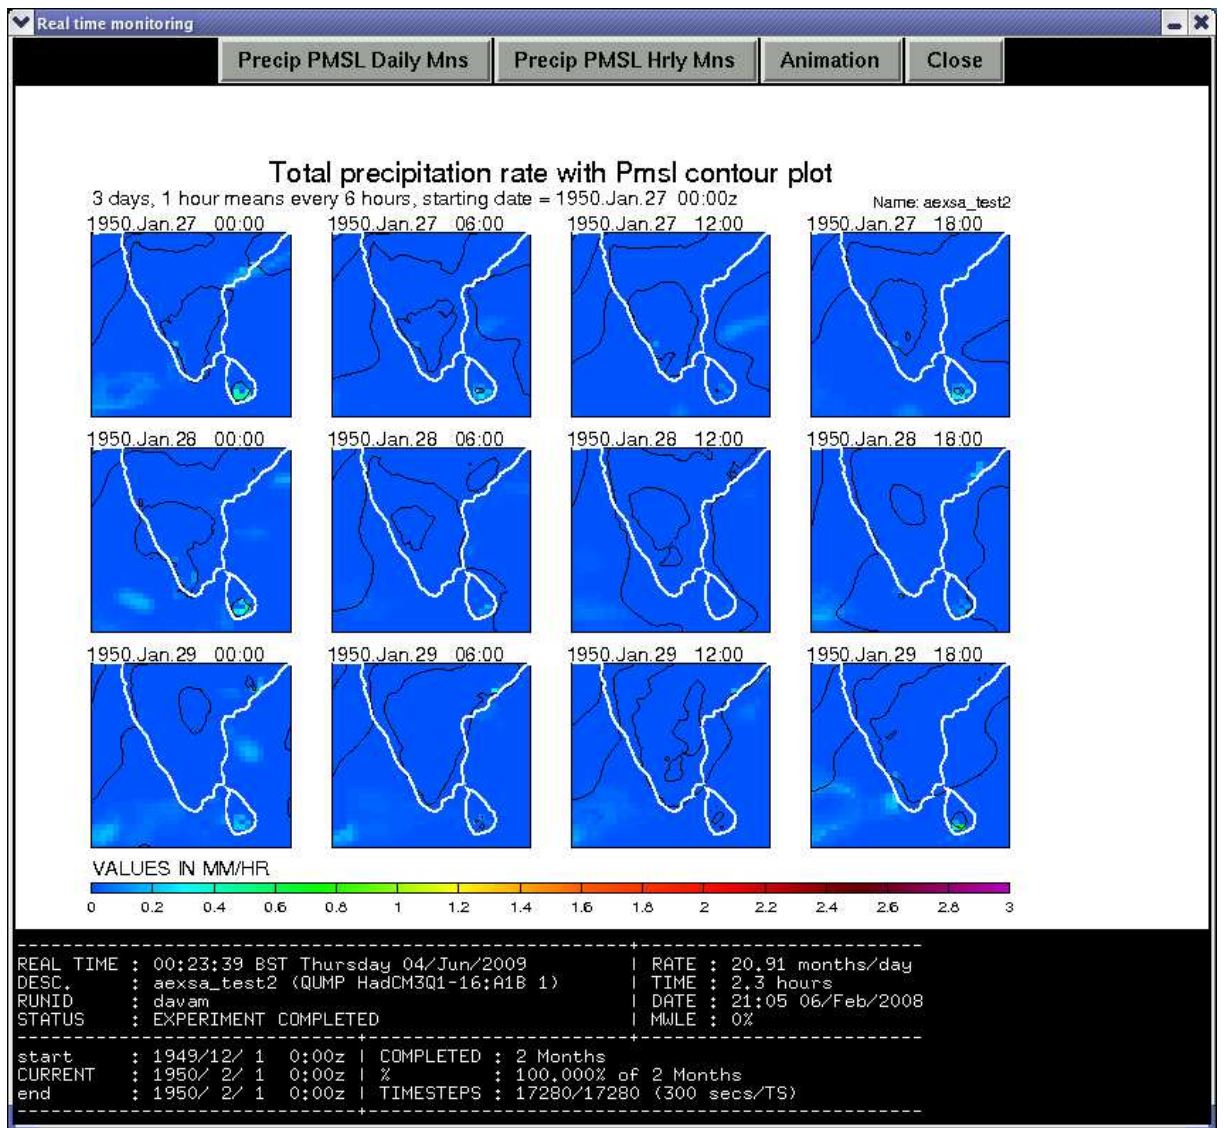 Real time monitoring
Precip PMSL Daily Mns Precip PMSL Hrly Mns Animation Close
Total precipitation rate with Pmsl contour plot
3 days, 1 hour means every 6 hours, starting date = 1950.Jan.27 00:00z Name: aexsa_test2
1950.Jan.27 00:00 1950.Jan.27 06:00 1950.Jan.27 12:00 1950.Jan.27 18:00
1950.Jan.28 00:00 1950.Jan.28 06:00 1950.Jan.28 12:00 1950.Jan.28 18:00
1950.Jan.29 00:00 1950.Jan.29 06:00 1950.Jan.29 12:00 1950.Jan.29 18:00
VALUES IN MM/HR
0 0.2 0.4 0.6 0.8 1 1.2 1.4 1.6 1.8 2 2.2 2.4 2.6 2.8 3
REAL TIME : 00:23:39 BST Thursday 04/Jun/2009 | RATE : 20.91 months/day
DESC. : aexsa_test2 (QUMP HadCM3Q1-16:A1B 1) | TIME : 2.3 hours
RUNID : davam | DATE : 21:05 06/Feb/2008
STATUS : EXPERIMENT COMPLETED | MWLE : 0%
start : 1949/12/ 1 0:00z | COMPLETED : 2 Months
CURRENT : 1950/ 2/ 1 0:00z | % : 100.000% of 2 Months
end : 1950/ 2/ 1 0:00z | TIMESTEPS : 17280/17280 (300 secs/TS)